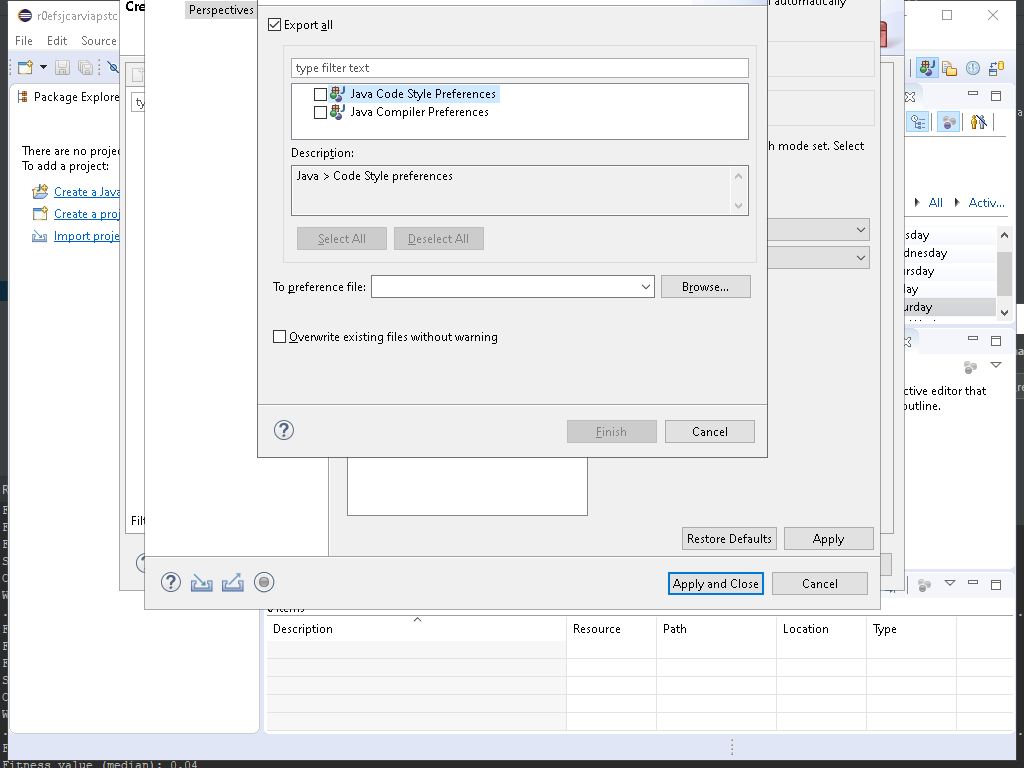 Cre
Perspectives
automatically
r0efsjcarviapstc
Export all
File Edit Source
type filter text
Package Explore
ty
Java Code Style Preferences
Java Compiler Preferences
There are no projec
To add a project:
Description:
h mode set. Select
Java > Code Style preferences
Create a Java
Create a proj
Import proje
All Activ...
Select All Deselect All
sday
dnesday
ursday
day
urday
To preference file: Browse...
Overwrite existing files without warning
ctive editor that
outline.
Finish Cancel
Filt
Restore Defaults Apply
Apply and Close Cancel
items
Description Resource Path Location Type
Fitness value (median): 0.04